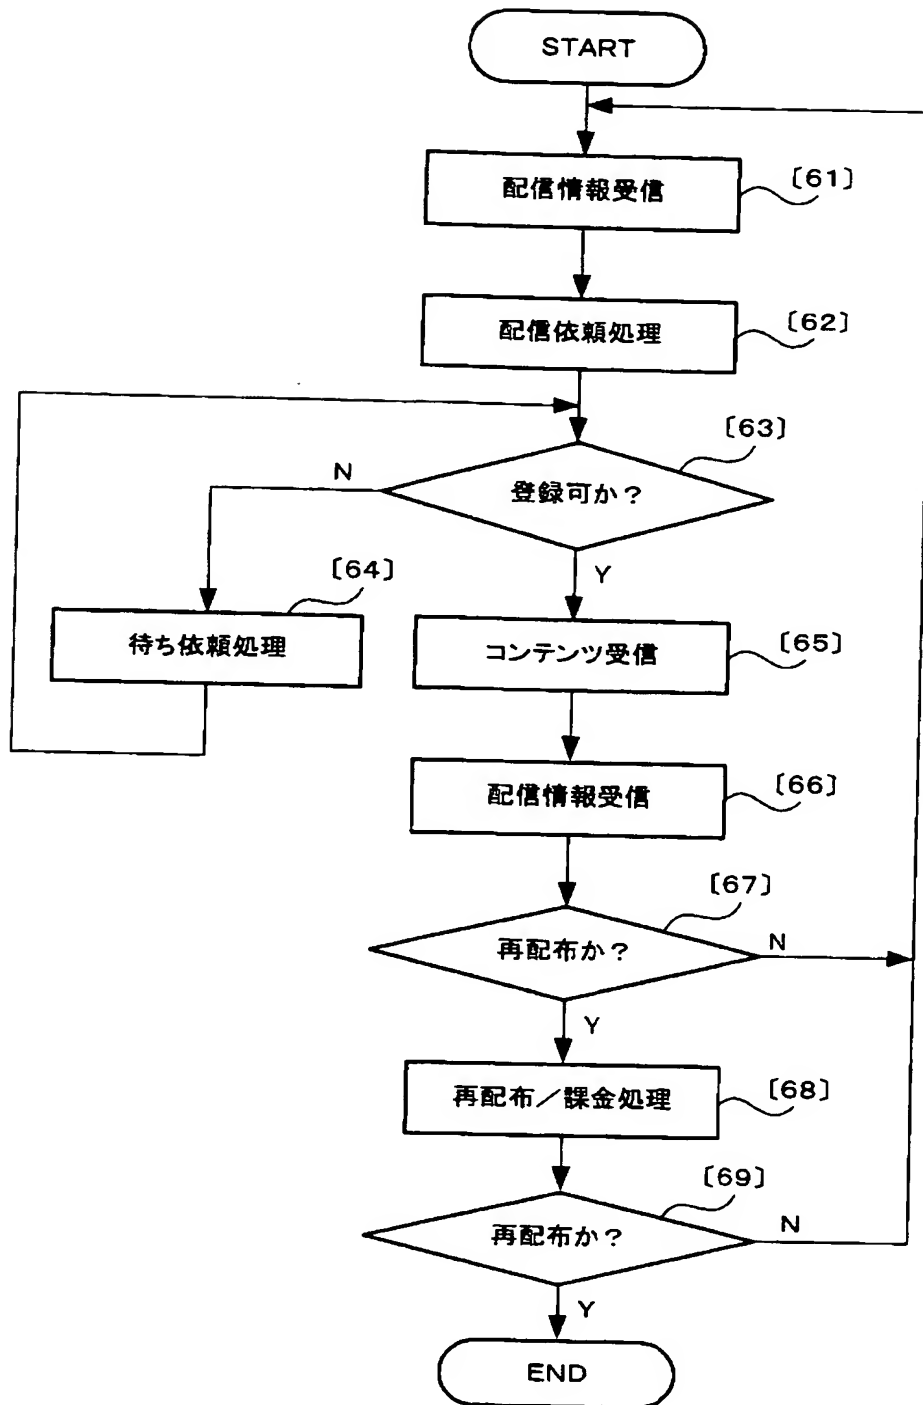 START
配信情報受信
〔61〕
配信依頼処理
〔62〕
〔63〕
N
登録可か？
Y
〔64〕
待ち依頼処理
コンテンツ受信
〔65〕
配信情報受信
〔66〕
〔67〕
再配布か？
N
Y
再配布／課金処理
〔68〕
〔69〕
再配布か？
N
Y
END